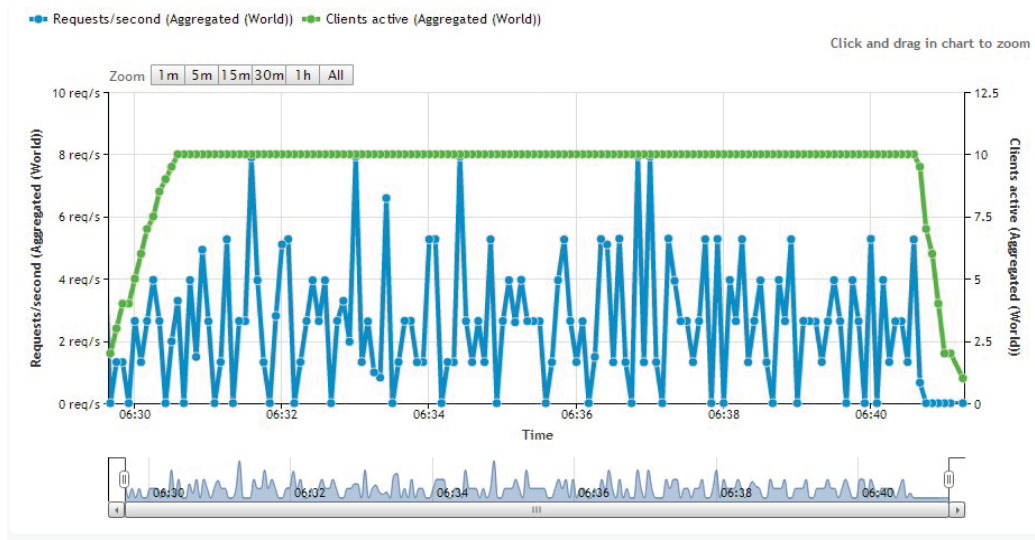 Requests/second (Aggregated (World)) Clients active (Aggregated (World))
Click and drag in chart to zoom
Zoom 1m 5m 15m 30m 1h All
10 req/s
8 req/s
6 req/s
4 req/s
2 req/s
0 req/s
Requests/second (Aggregated (World))
12.5
10
7.5
5
2.5
0
Clients active (Aggregated (World))
06:30 06:32 06:34 06:36 06:38 06:40
Time
06:30 06:32 06:34 06:36 06:38 06:40